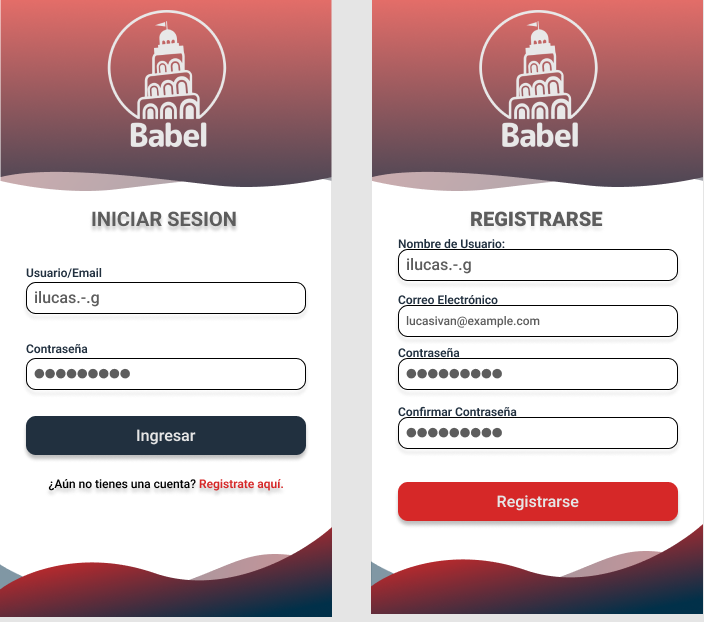 Babel
INICIAR SESION
Usuario/Email
ilucas.-.g
Contraseña
●●●●●●●●●
Ingresar
¿Aún no tienes una cuenta? Registrate aquí.
Babel
REGISTRARSE
Nombre de Usuario:
ilucas.-.g
Correo Electrónico
lucasivan@example.com
Contraseña
●●●●●●●●●
Confirmar Contraseña
●●●●●●●●●
Registrarse